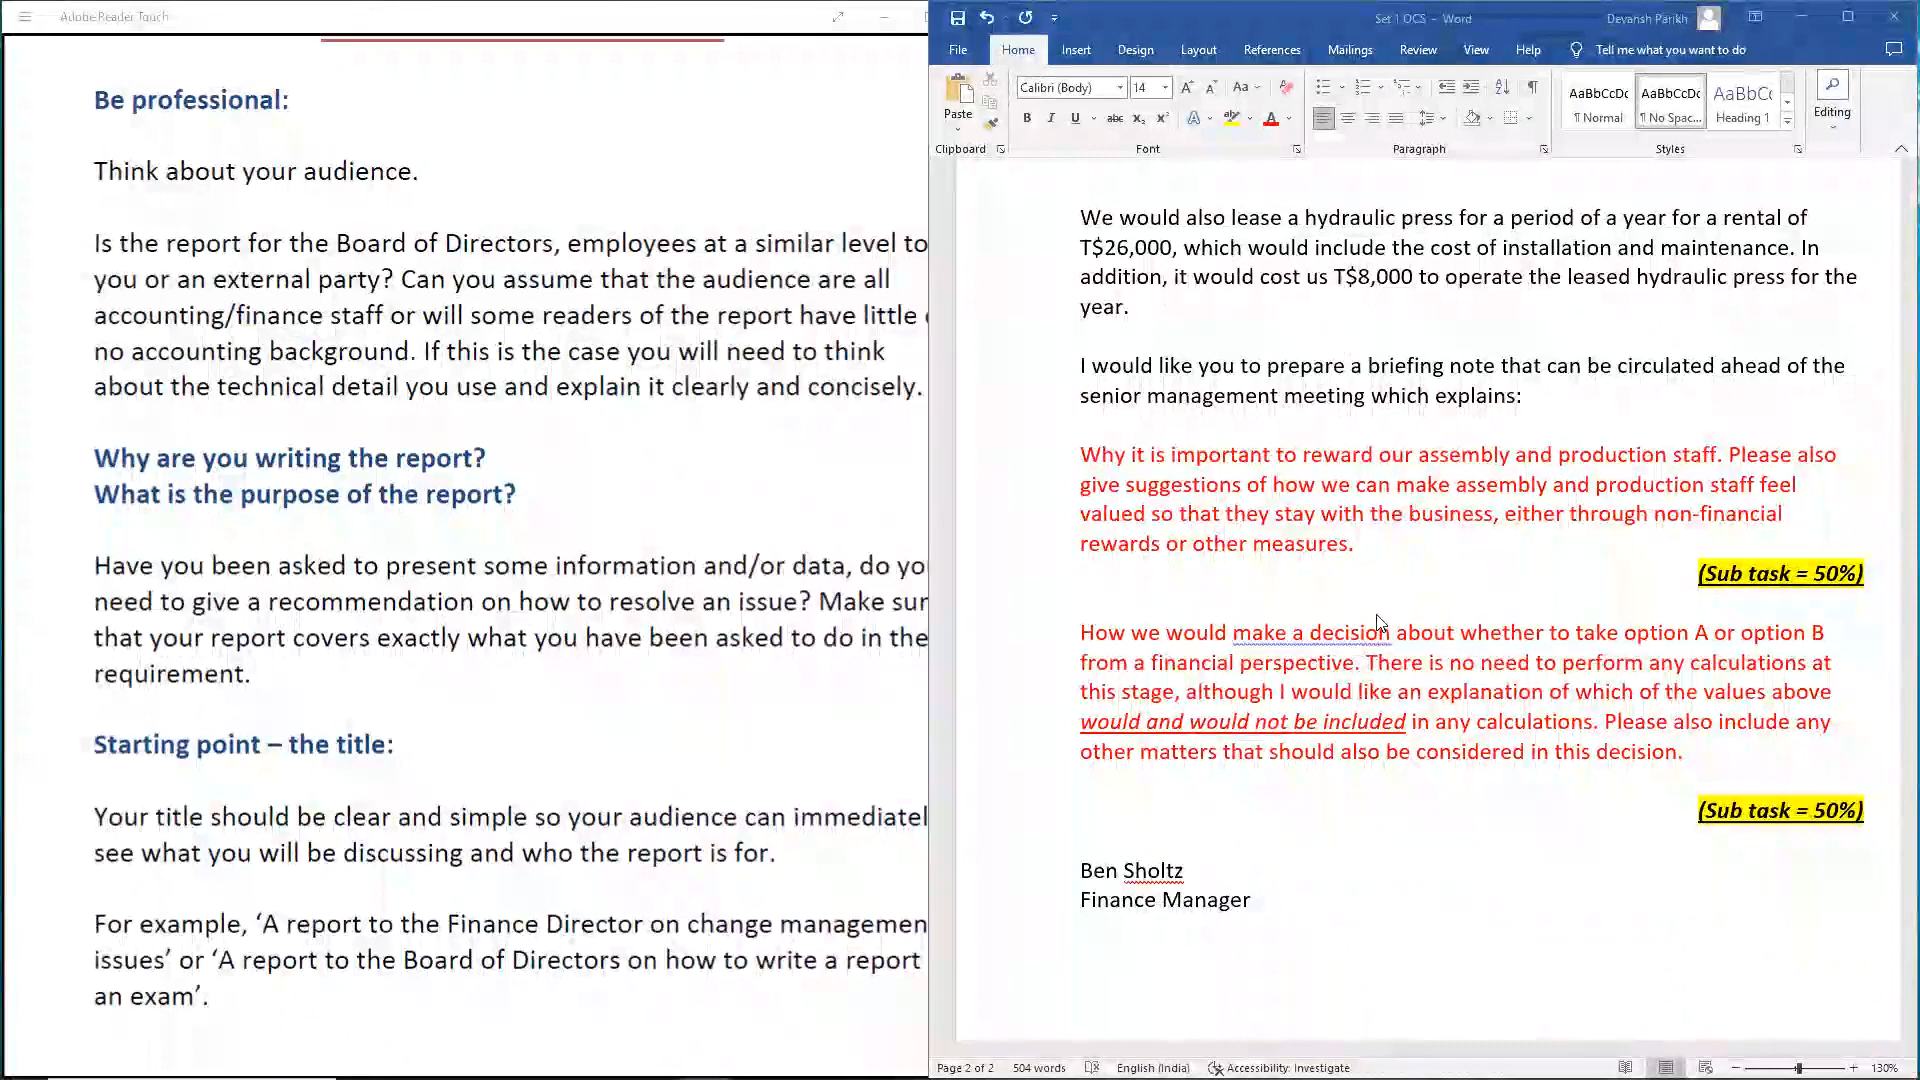 Adobe Reader Touch
Be professional:
Think about your audience.
Is the report for the Board of Directors, employees at a similar level to
you or an external party? Can you assume that the audience are all
accounting/finance staff or will some readers of the report have little
no accounting background. If this is the case you will need to think
about the technical detail you use and explain it clearly and concisely.
Why are you writing the report?
What is the purpose of the report?
Have you been asked to present some information and/or data, do yo
need to give a recommendation on how to resolve an issue? Make sur
that your report covers exactly what you have been asked to do in the
requirement.
Starting point – the title:
Your title should be clear and simple so your audience can immediatel
see what you will be discussing and who the report is for.
For example, ‘A report to the Finance Director on change managemen
issues’ or ‘A report to the Board of Directors on how to write a report
an exam’.
Set 1 OCS - Word
Devansh Parikh
File Home Insert Design Layout References Mailings Review View Help Tell me what you want to do
Paste
Calibri (Body) 14
AaBbCcDc AaBbCcDc AaBbCc
¶ Normal ¶ No Spac... Heading 1
Editing
Clipboard Font Paragraph Styles
We would also lease a hydraulic press for a period of a year for a rental of
T$26,000, which would include the cost of installation and maintenance. In
addition, it would cost us T$8,000 to operate the leased hydraulic press for the
year.
I would like you to prepare a briefing note that can be circulated ahead of the
senior management meeting which explains:
Why it is important to reward our assembly and production staff. Please also
give suggestions of how we can make assembly and production staff feel
valued so that they stay with the business, either through non-financial
rewards or other measures.
(Sub task = 50%)
How we would make a decision about whether to take option A or option B
from a financial perspective. There is no need to perform any calculations at
this stage, although I would like an explanation of which of the values above
would and would not be included in any calculations. Please also include any
other matters that should also be considered in this decision.
(Sub task = 50%)
Ben Sholtz
Finance Manager
Page 2 of 2 504 words English (India) Accessibility: Investigate 130%